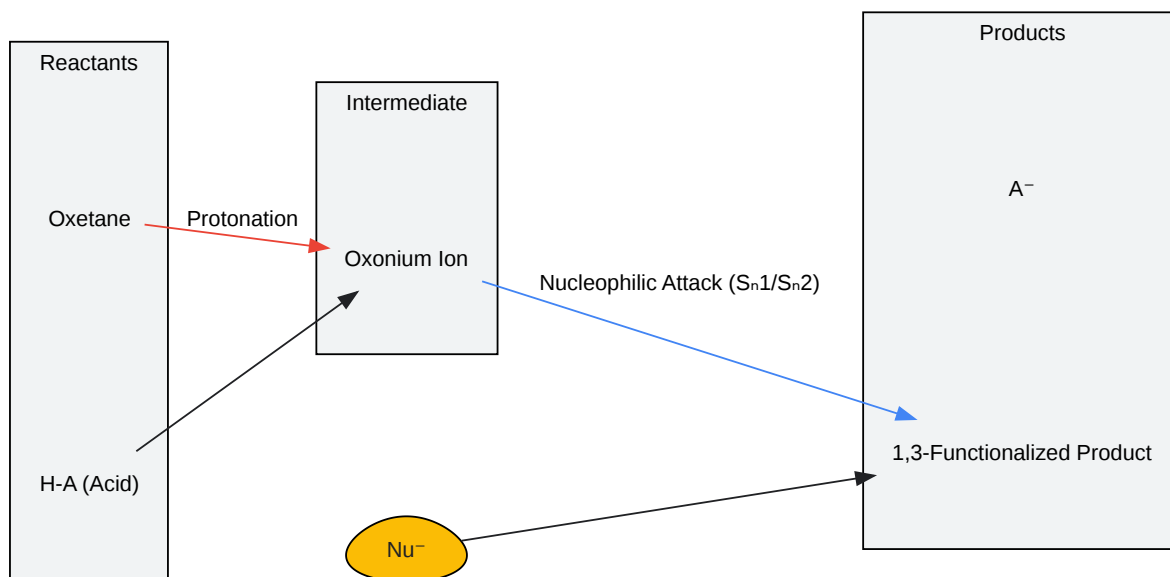 Products
Reactants
Intermediate
A⁻
Oxetane
Protonation
Oxonium Ion
Nucleophilic Attack (Sₙ1/Sₙ2)
1,3-Functionalized Product
H-A (Acid)
Nu⁻